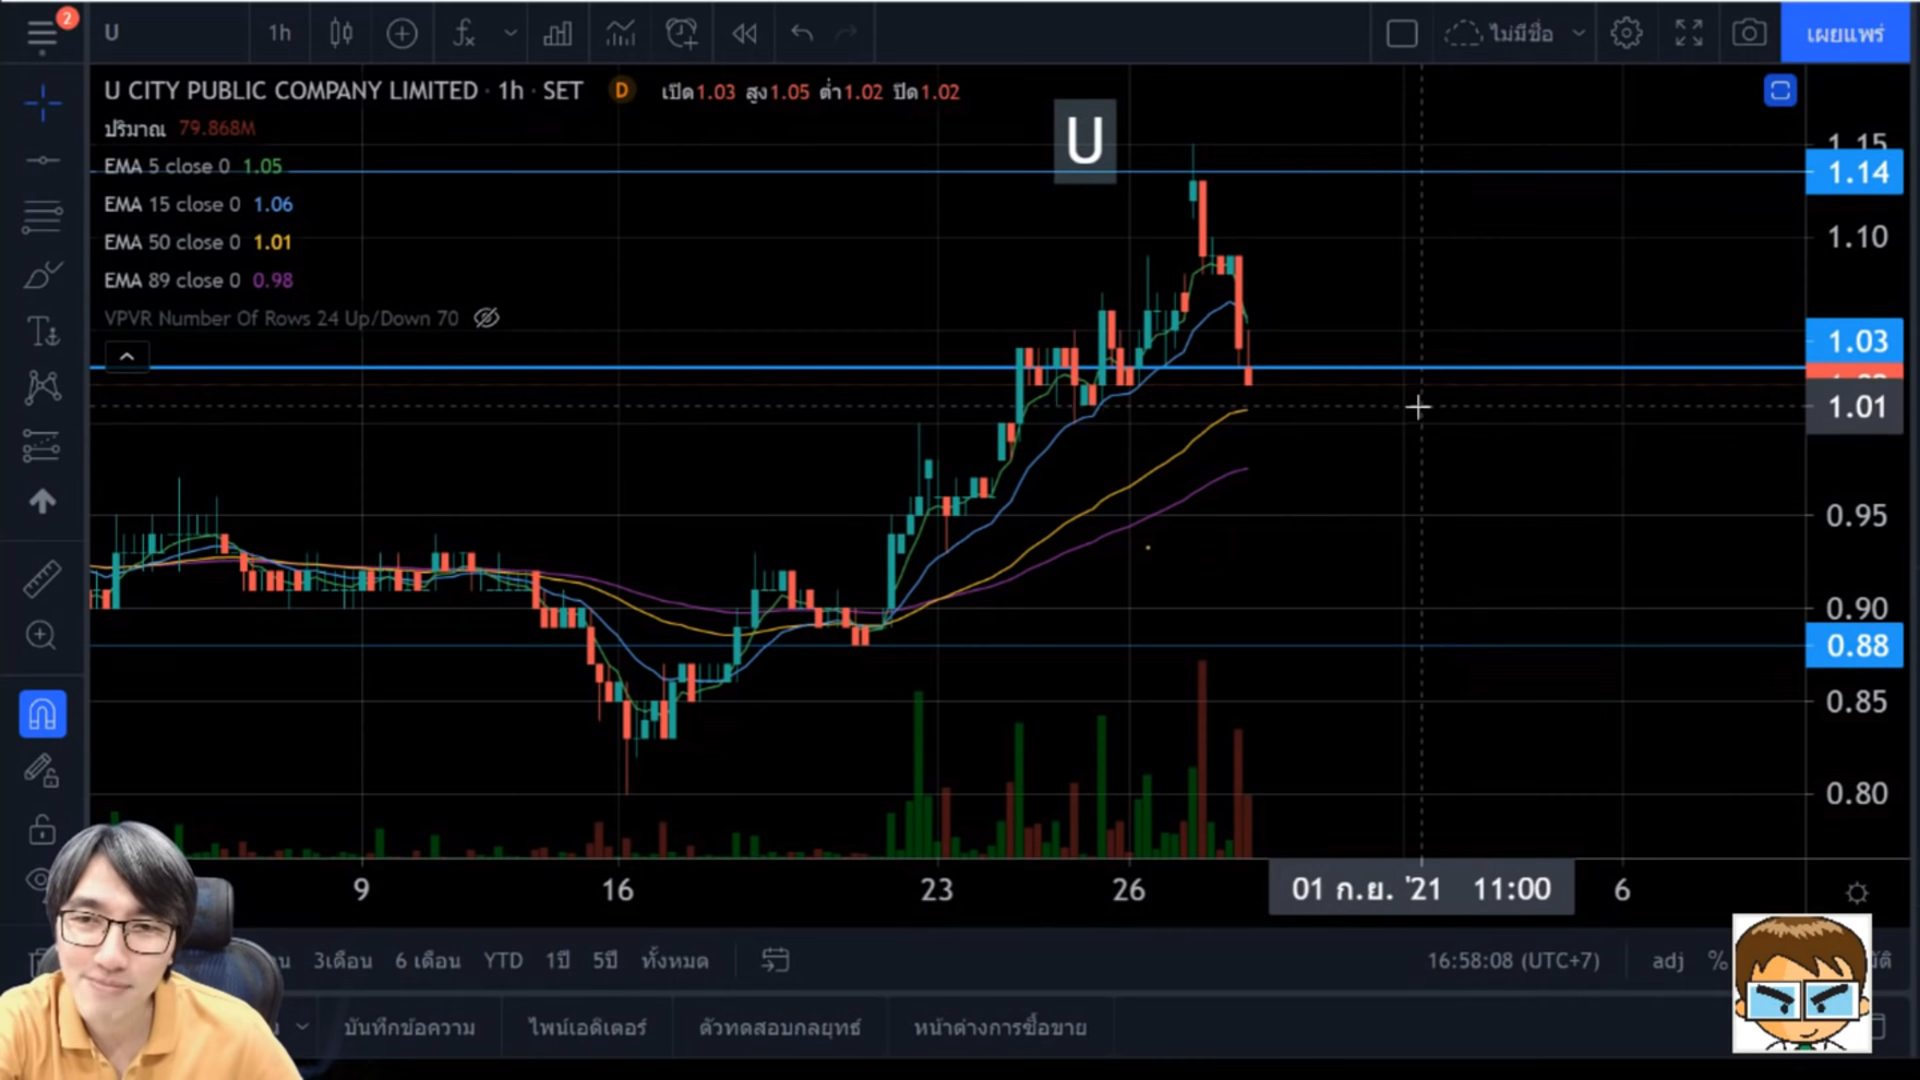 2
U
1h
ไม่มีชื่อ
เผยแพร่
U CITY PUBLIC COMPANY LIMITED · 1h · SET D เปิด1.03 สูง1.05 ต่ำ1.02 ปิด1.02
ปริมาณ 79.868M
EMA 5 close 0 1.05
EMA 15 close 0 1.06
EMA 50 close 0 1.01
EMA 89 close 0 0.98
VPVR Number Of Rows 24 Up/Down 70
U
1.15
1.14
1.10
1.03
1.01
0.95
0.90
0.88
0.85
0.80
9 16 23 26 01 ก.ย. '21 11:00 6
3เดือน 6 เดือน YTD 1ปี 5ปี ทั้งหมด
16:58:08 (UTC+7) adj %
บันทึกข้อความ ไพน์เอดิเตอร์ ตัวทดสอบกลยุทธ์ หน้าต่างการซื้อขาย